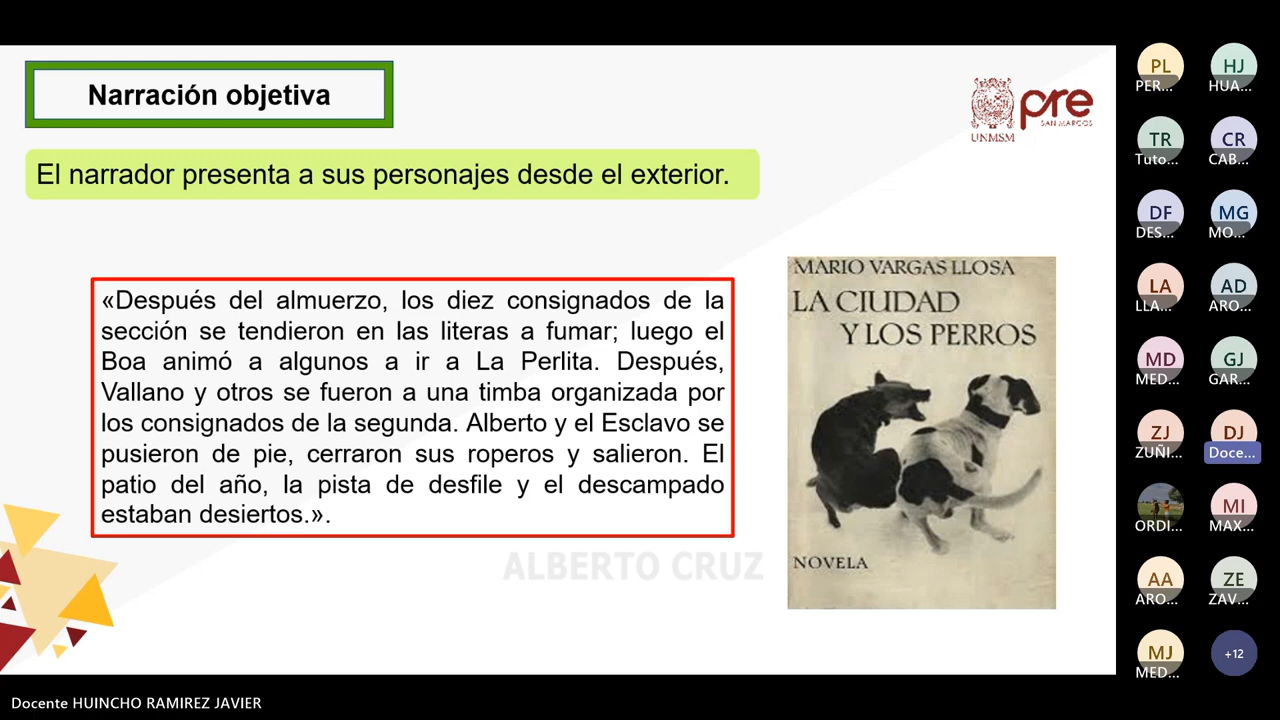 Narración objetiva
UNMSM
pre
SAN MARCOS
El narrador presenta a sus personajes desde el exterior.
«Después del almuerzo, los diez consignados de la
sección se tendieron en las literas a fumar; luego el
Boa animó a algunos a ir a La Perlita. Después,
Vallano y otros se fueron a una timba organizada por
los consignados de la segunda. Alberto y el Esclavo se
pusieron de pie, cerraron sus roperos y salieron. El
patio del año, la pista de desfile y el descampado
estaban desiertos.».
MARIO VARGAS LLOSA
LA CIUDAD
Y LOS PERROS
NOVELA
ALBERTO CRUZ
PL
PER...
HJ
HUA...
TR
Tuto...
CR
CAB...
DF
DES...
MG
MO...
LA
LLA...
AD
ARO...
MD
MED...
GJ
GAR...
ZJ
ZUÑI...
DJ
Doce...
ORDI...
MI
MAX...
AA
ARO...
ZE
ZAV...
MJ
MED...
+12
Docente HUINCHO RAMIREZ JAVIER